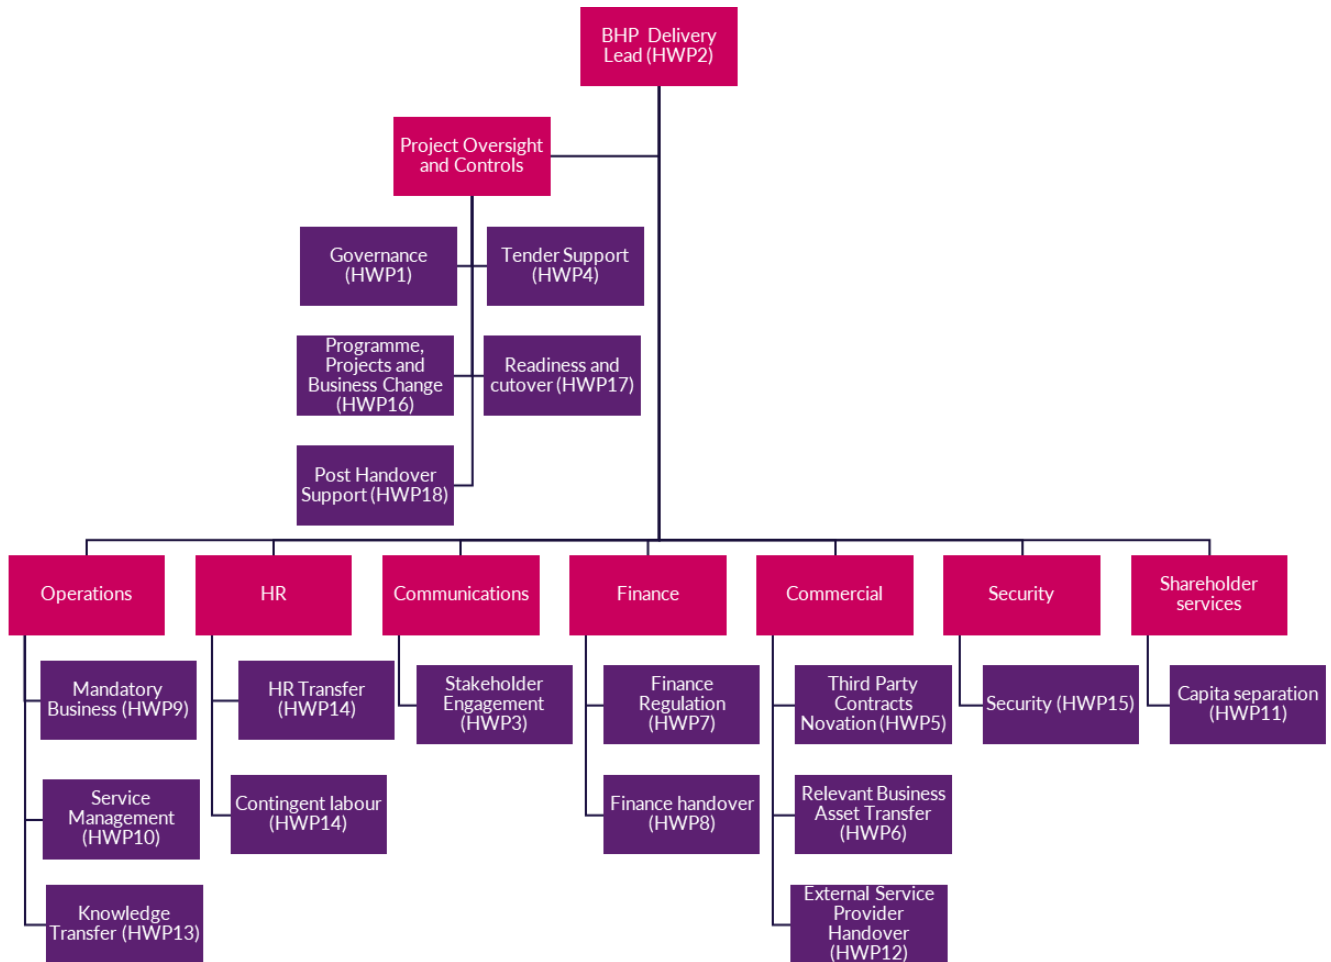 BHP Delivery
Lead (HWP2)
Project Oversight
and Controls
Governance
(HWP1)
Tender Support
(HWP4)
Programme,
Projects and
Business Change
(HWP16)
Readiness and
cutover (HWP17)
Post Handover
Support (HWP18)
Operations
HR
Communications
Finance
Commercial
Security
Shareholder
services
Mandatory
Business (HWP9)
HR Transfer
(HWP14)
Stakeholder
Engagement
(HWP3)
Finance
Regulation
(HWP7)
Third Party
Contracts
Novation (HWP5)
Security (HWP15)
Capita separation
(HWP11)
Service
Management
(HWP10)
Contingent labour
(HWP14)
Finance handover
(HWP8)
Relevant Business
Asset Transfer
(HWP6)
Knowledge
Transfer (HWP13)
External Service
Provider
Handover
(HWP12)